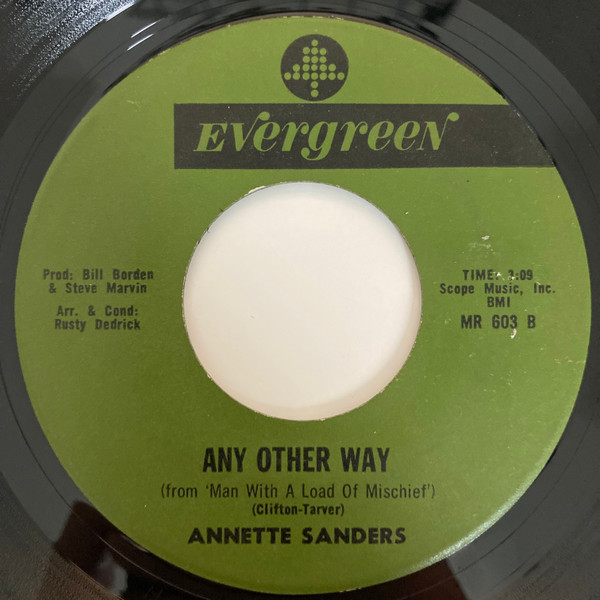 Evergreen
Prod: Bill Borden
& Steve Marvin
Arr. & Cond:
Rusty Dedrick
TIME:
Scope Music, Inc.
BMI
MR 603 B
ANY OTHER WAY
(from 'Man With A Load Of Mischief')
(Clifton-Tarver)
ANNETTE SANDERS